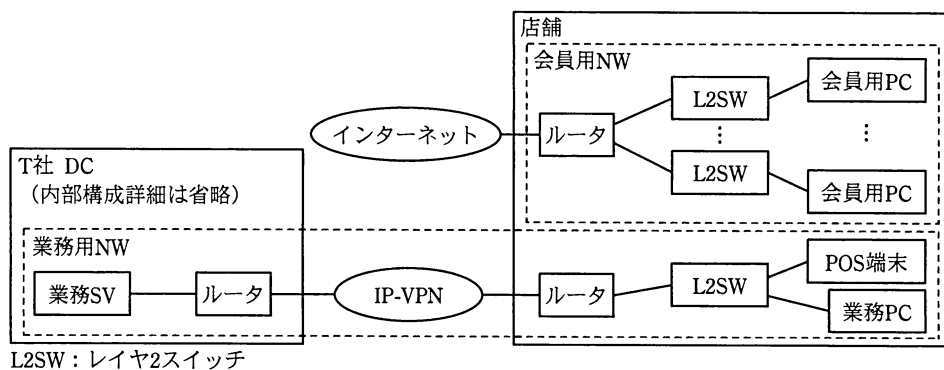 店舗
会員用NW
会員用PC
L2SW
インターネット
ルータ
⋮
⋮
L2SW
会員用PC
T社 DC
（内部構成詳細は省略）
業務用NW
業務SV
ルータ
IP-VPN
ルータ
L2SW
POS端末
業務PC
L2SW：レイヤ2スイッチ